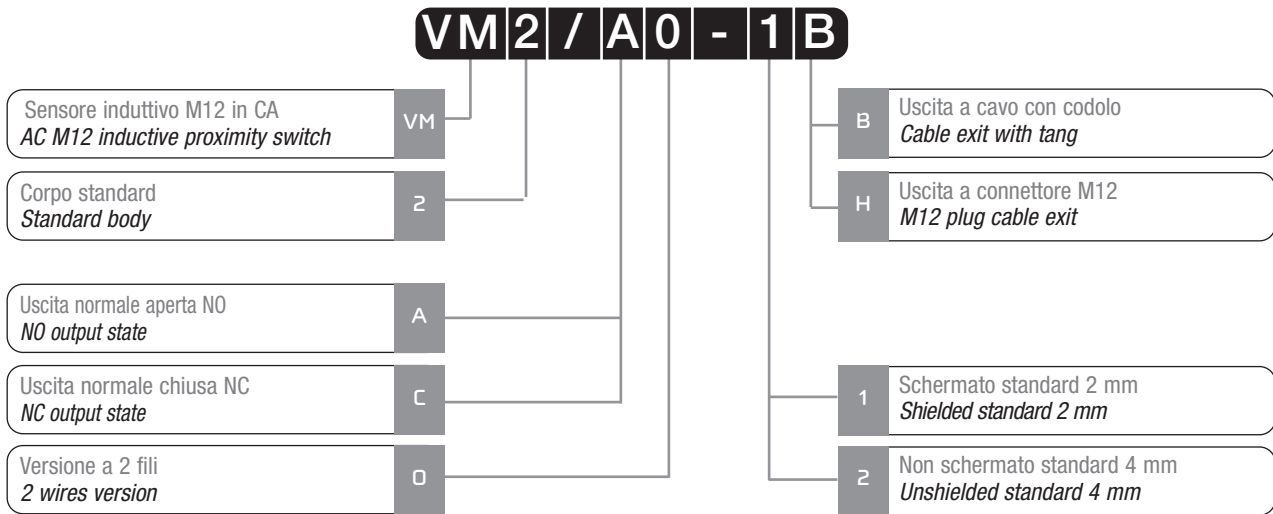 VM2/A0-1B
Sensore induttivo M12 in CA
AC M12 inductive proximity switch
VM
Corpo standard
Standard body
2
Uscita normale aperta NO
NO output state
A
Uscita normale chiusa NC
NC output state
C
Versione a 2 fili
2 wires version
0
B
Uscita a cavo con codolo
Cable exit with tang
H
Uscita a connettore M12
M12 plug cable exit
1
Schermato standard 2 mm
Shielded standard 2 mm
2
Non schermato standard 4 mm
Unshielded standard 4 mm